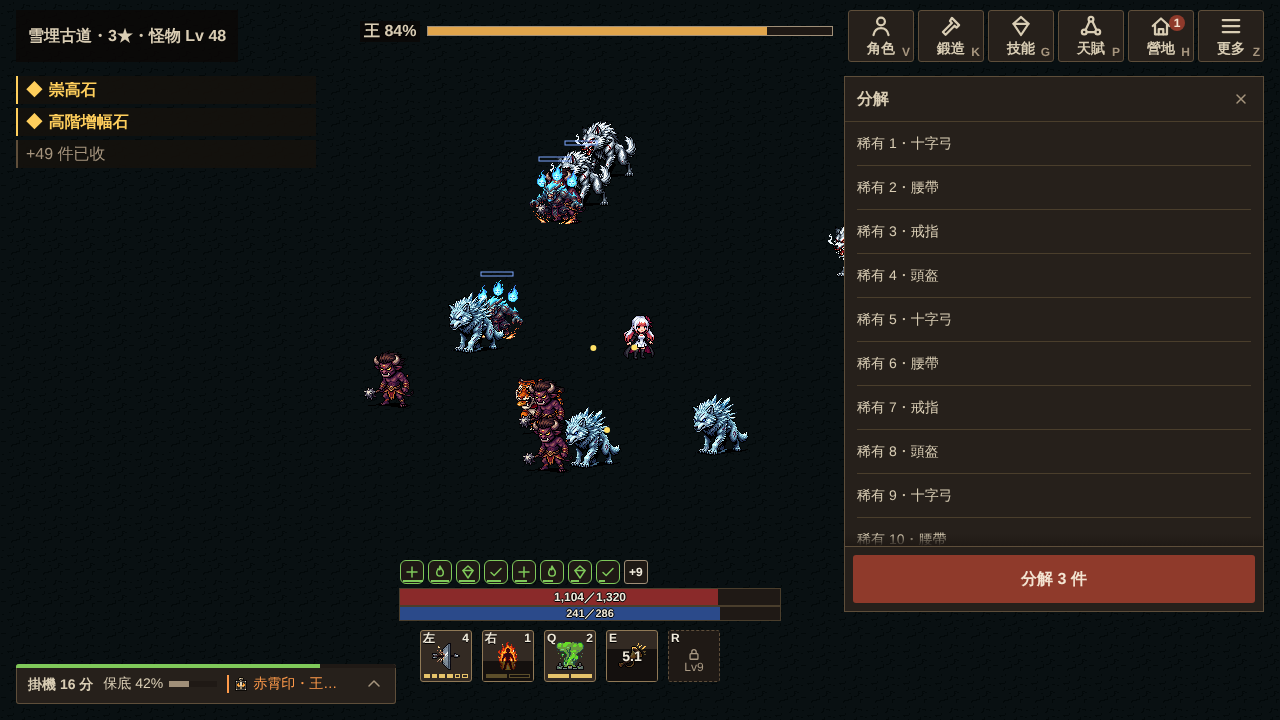 雪埋古道・3★・怪物 Lv 48
王 84%
角色 V
鍛造 K
技能 G
天賦 P
營地 H
1
更多 Z
崇高石
高階增幅石
+49 件已收
分解
稀有 1・十字弓
稀有 2・腰帶
稀有 3・戒指
稀有 4・頭盔
稀有 5・十字弓
稀有 6・腰帶
稀有 7・戒指
稀有 8・頭盔
稀有 9・十字弓
稀有 10・腰帶
分解 3 件
+9
1,104／1,320
241／286
左 4
右 1
Q 2
E 5.1
R
Lv9
掛機 16 分 保底 42% 赤霄印・王…